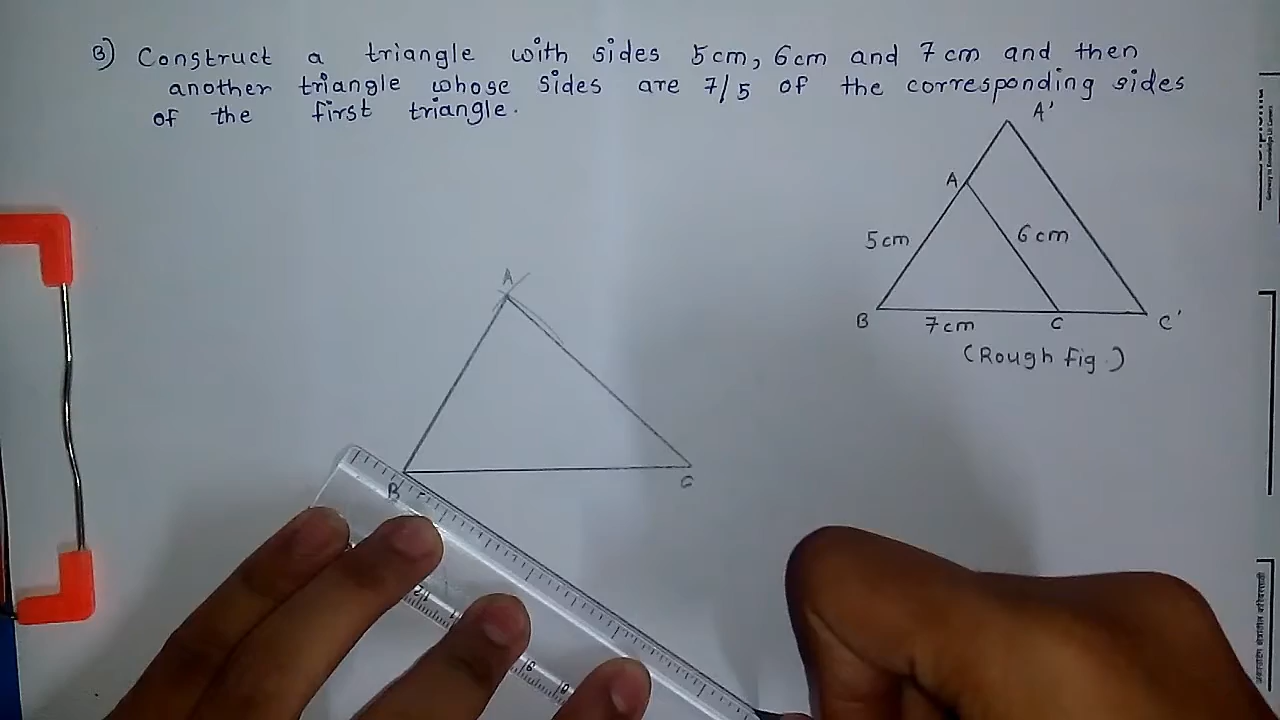 B) Construct a triangle with sides 5cm, 6cm and 7cm and then
another triangle whose sides are 7/5 of the corresponding sides
of the first triangle.
A'
A
5cm
6cm
B
7cm
C
C'
(Rough fig.)
A
B
C